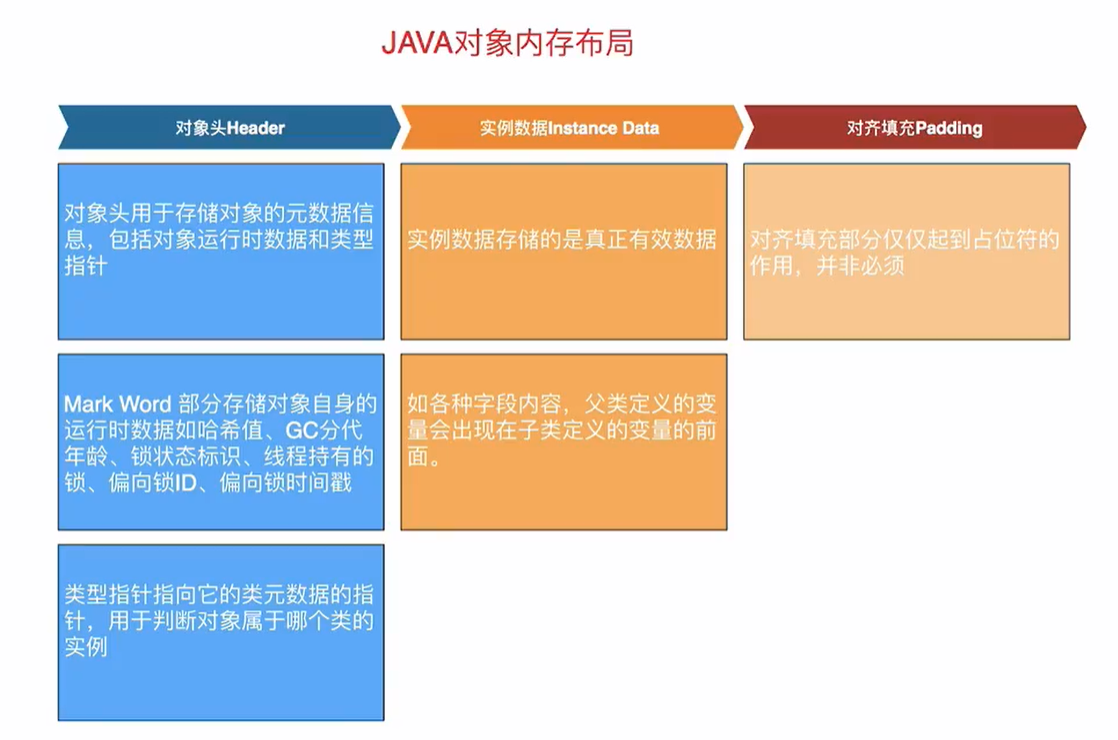 JAVA对象内存布局
对象头Header
实例数据Instance Data
对齐填充Padding
对象头用于存储对象的元数据信
息，包括对象运行时数据和类型
指针
实例数据存储的是真正有效数据
对齐填充部分仅仅起到占位符的
作用，并非必须
Mark Word 部分存储对象自身的
运行时数据如哈希值、GC分代
年龄、锁状态标识、线程持有的
锁、偏向锁ID、偏向锁时间戳
如各种字段内容，父类定义的变
量会出现在子类定义的变量的前
面。
类型指针指向它的类元数据的指
针，用于判断对象属于哪个类的
实例